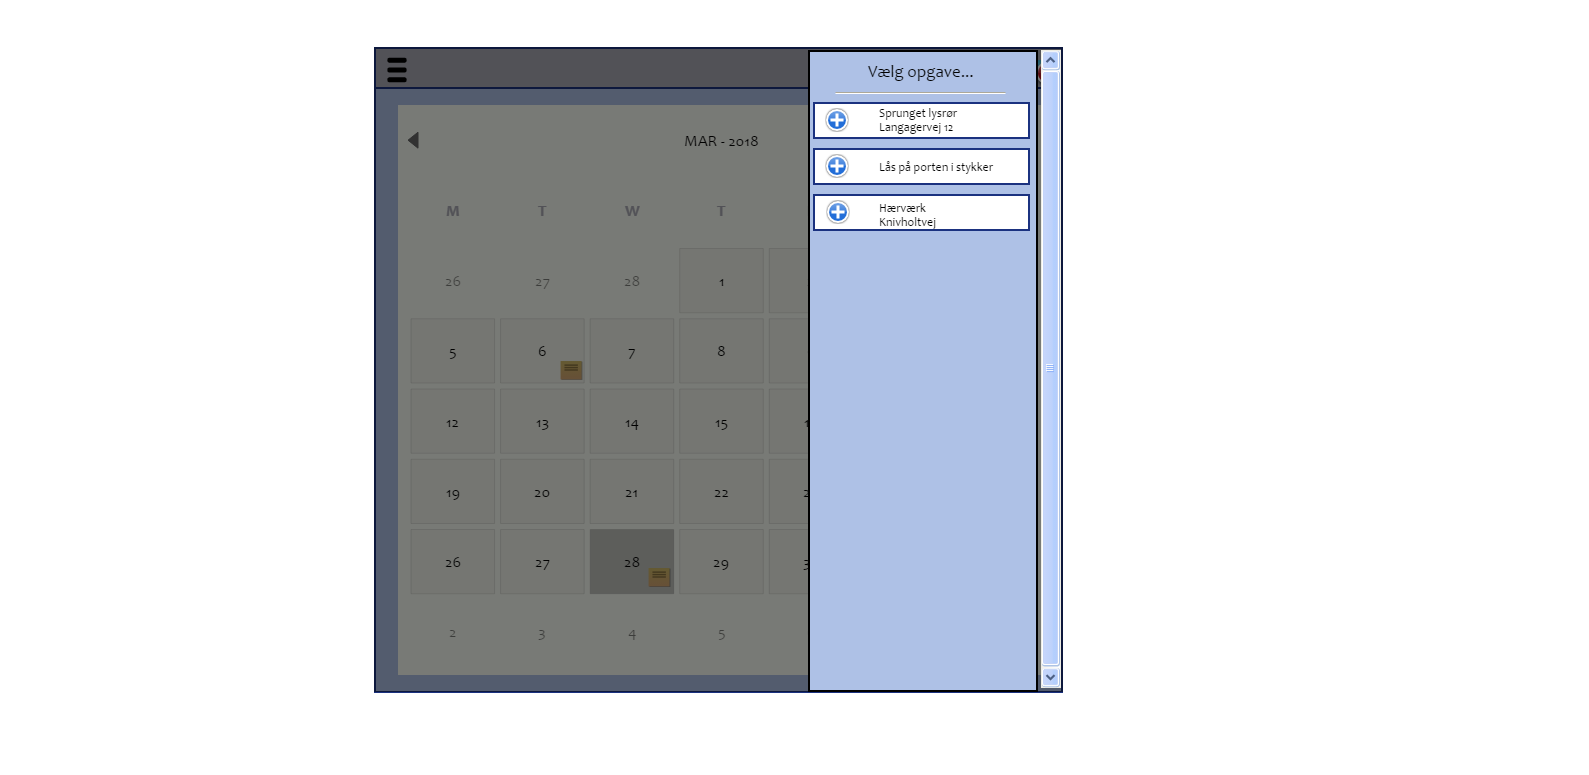 Vælg opgave...
Sprunget lysrør
Langagervej 12
Lås på porten i stykker
Hærværk
Knivholtvej
MAR - 2018
M T W T
26 27 28 1
5 6 7 8
12 13 14 15
19 20 21 22
26 27 28 29
2 3 4 5